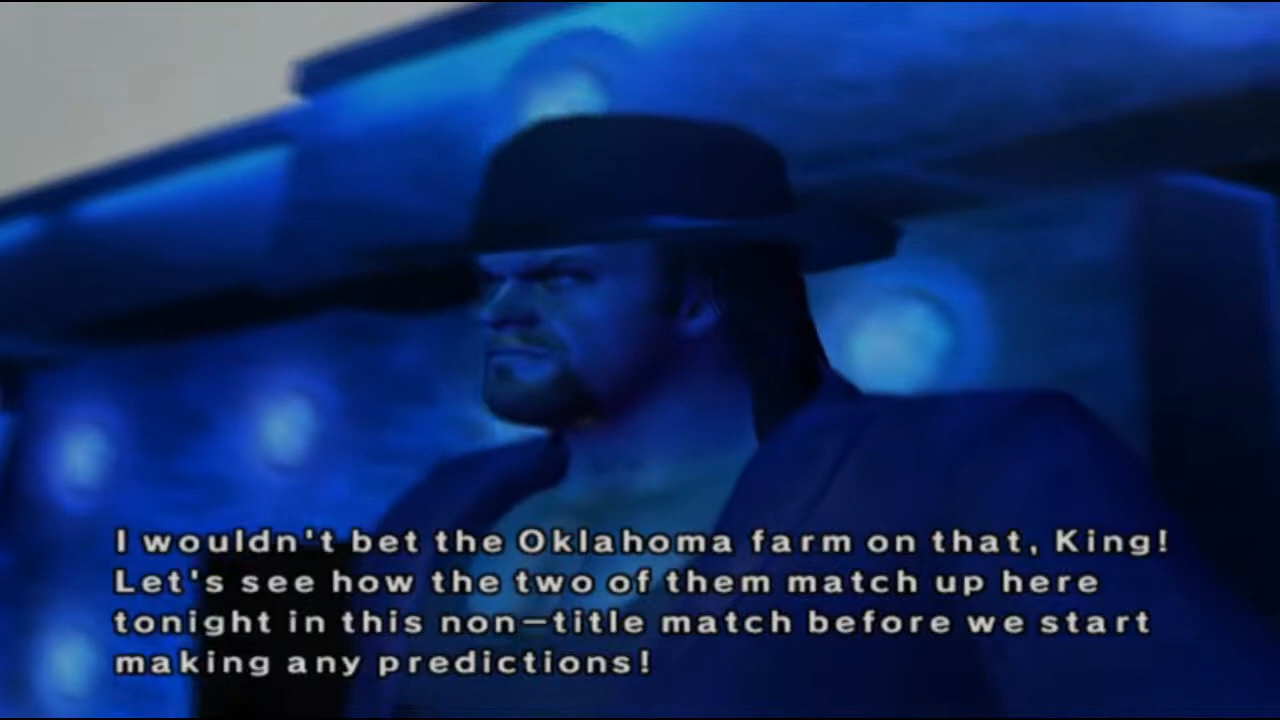 I wouldn't bet the Oklahoma farm on that, King!
Let's see how the two of them match up here
tonight in this non-title match before we start
making any predictions!